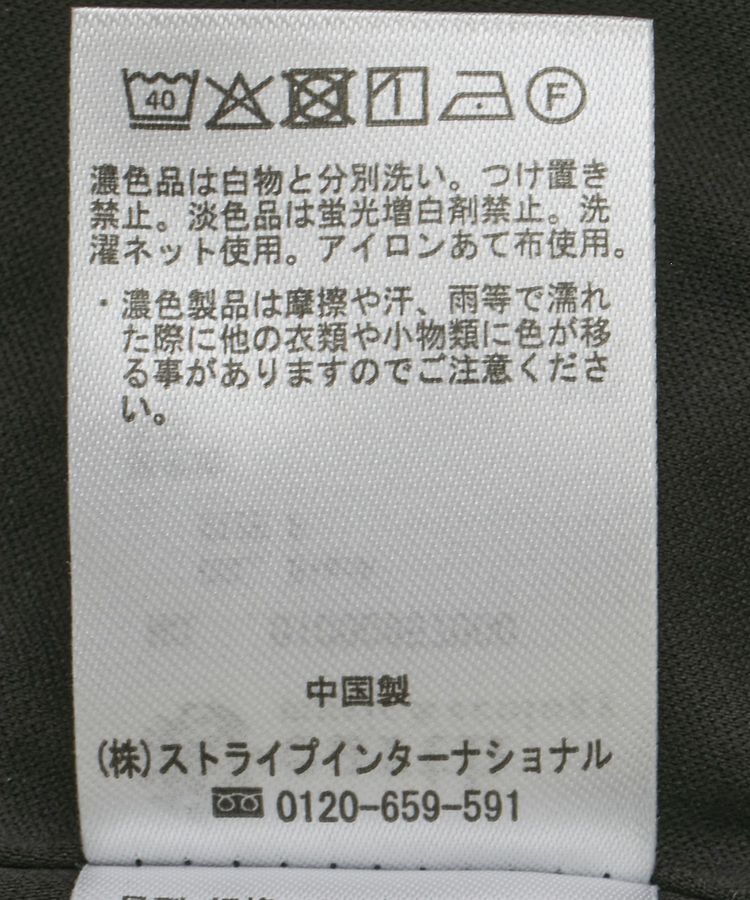 40 F
濃色品は白物と分別洗い。つけ置き
禁止。淡色品は蛍光増白剤禁止。洗
濯ネット使用。アイロンあて布使用。
・濃色製品は摩擦や汗、雨等で濡れ
た際に他の衣類や小物類に色が移
る事がありますのでご注意くださ
い。
中国製
(株)ストライプインターナショナル
0120-659-591